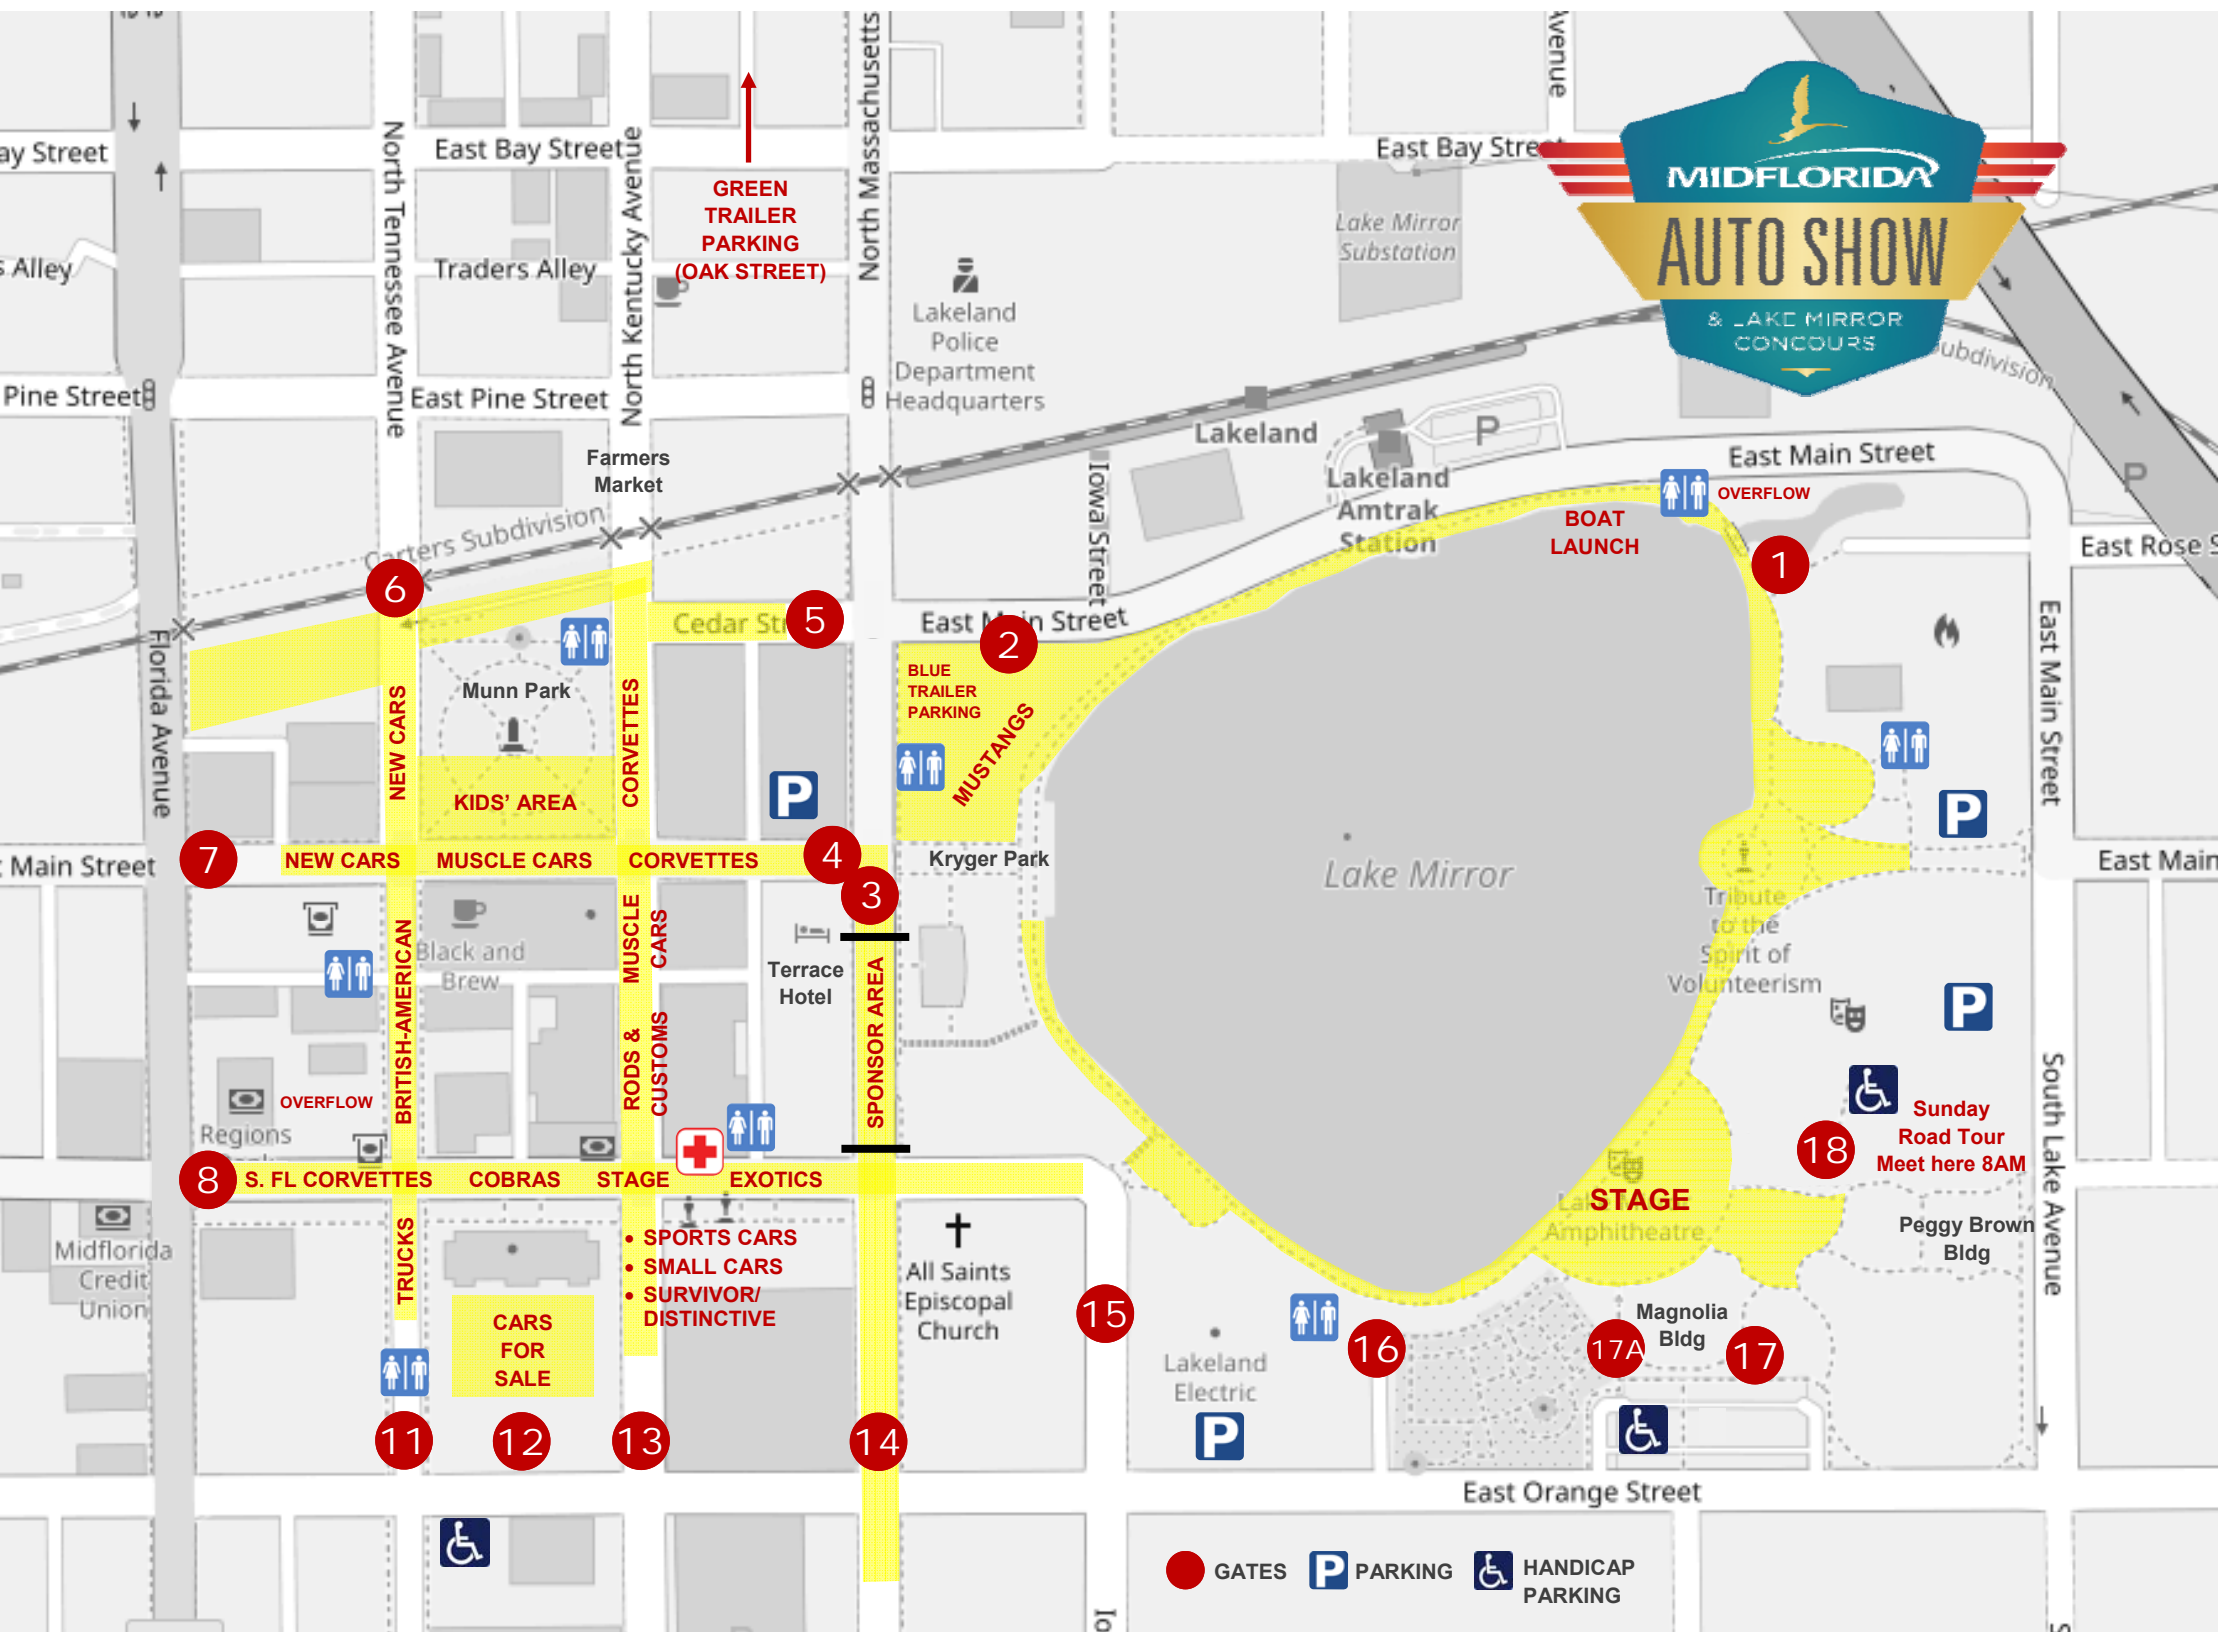 Avenue
East Bay Street
East Bay Stre
ay Street
North Tennessee Avenue
North Kentucky Avenue
North Massachusetts
GREEN
TRAILER
PARKING
(OAK STREET)
MIDFLORIDA
AUTO SHOW
& LAKE MIRROR
CONCOURS
Lake Mirror
Substation
s Alley
Traders Alley
Lakeland
Police
Department
Headquarters
ubdivision
Pine Street
East Pine Street
Lakeland
P
Lakeland
Amtrak
Station
East Main Street
P
Farmers
Market
Carters Subdivision
Iowa Street
OVERFLOW
BOAT
LAUNCH
1
East Rose S
6
Cedar St
5
East Main Street
2
Florida Avenue
NEW CARS
Munn Park
CORVETTES
BLUE
TRAILER
PARKING
MUSTANGS
East Main Street
KIDS' AREA
P
P
7
t Main Street
NEW CARS
MUSCLE CARS
CORVETTES
4
3
Kryger Park
Lake Mirror
East Main
Tribute
to the
Spirit of
Volunteerism
Black and
Brew
BRITISH-AMERICAN
MUSCLE
CARS
RODS &
CUSTOMS
Terrace
Hotel
SPONSOR AREA
P
OVERFLOW
Regions
South Lake Avenue
18
Sunday
Road Tour
Meet here 8AM
8
S. FL CORVETTES
COBRAS
STAGE
EXOTICS
STAGE
Amphitheatre
Peggy Brown
Bldg
Midflorida
Credit
Union
TRUCKS
• SPORTS CARS
• SMALL CARS
• SURVIVOR/
DISTINCTIVE
All Saints
Episcopal
Church
CARS
FOR
SALE
15
Lakeland
Electric
P
16
Magnolia
Bldg
17A
17
11
12
13
14
East Orange Street
GATES
P
PARKING
HANDICAP
PARKING
Io